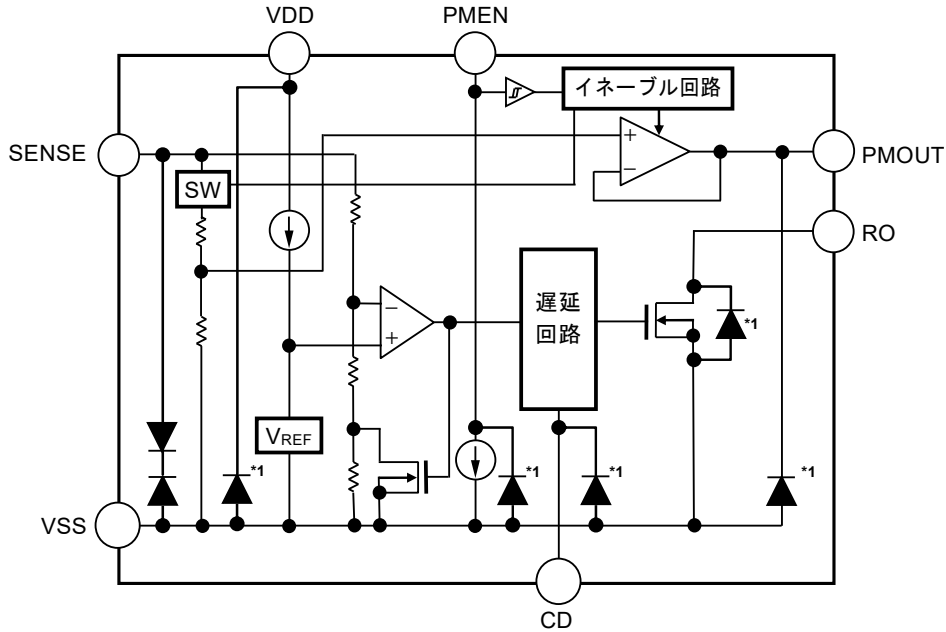 VDD
PMEN
イネーブル回路
SENSE
+
−
PMOUT
SW
RO
−
+
遅延
回路
*1
VREF
*1
*1
*1
*1
VSS
CD